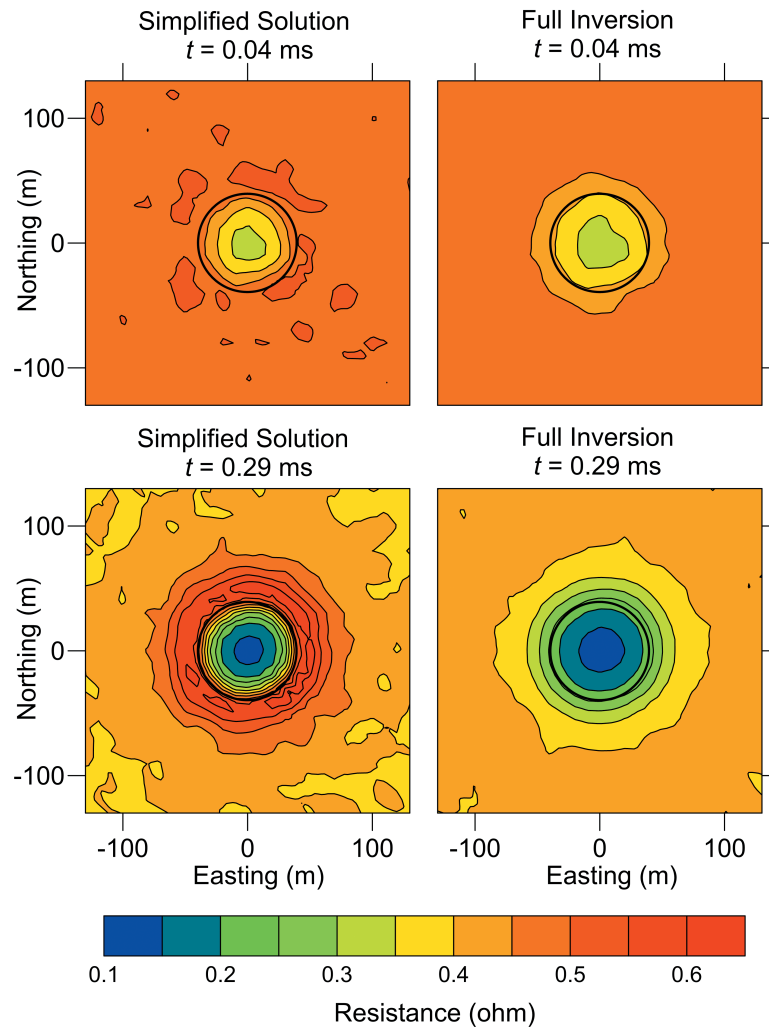 Simplified Solution
t = 0.04 ms
Full Inversion
t = 0.04 ms
Northing (m)
100
0
-100
Simplified Solution
t = 0.29 ms
Full Inversion
t = 0.29 ms
Northing (m)
100
0
-100
-100 0 100
-100 0 100
Easting (m)
Easting (m)
0.1 0.2 0.3 0.4 0.5 0.6
Resistance (ohm)